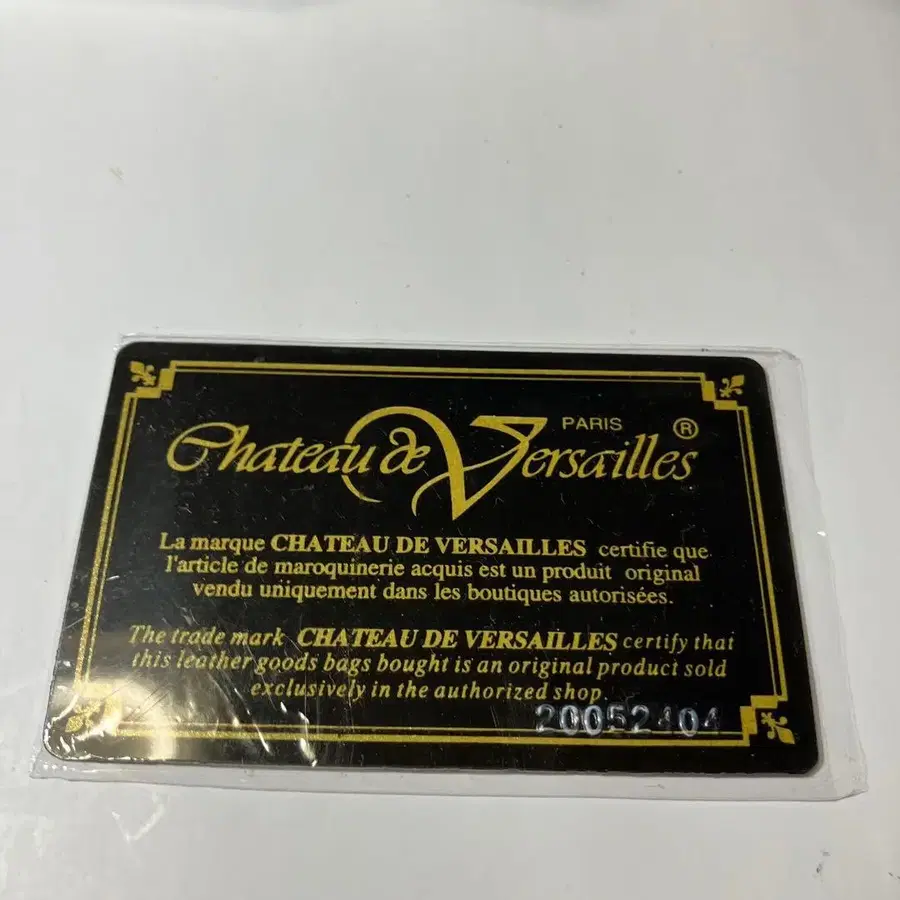 PARIS ®
Chateau de Versailles
La marque CHATEAU DE VERSAILLES certifie que
l'article de maroquinerie acquis est un produit original
vendu uniquement dans les boutiques autorisées.
The trade mark CHATEAU DE VERSAILLES certify that
this leather goods bags bought is an original product sold
exclusively in the authorized shop.
20052404